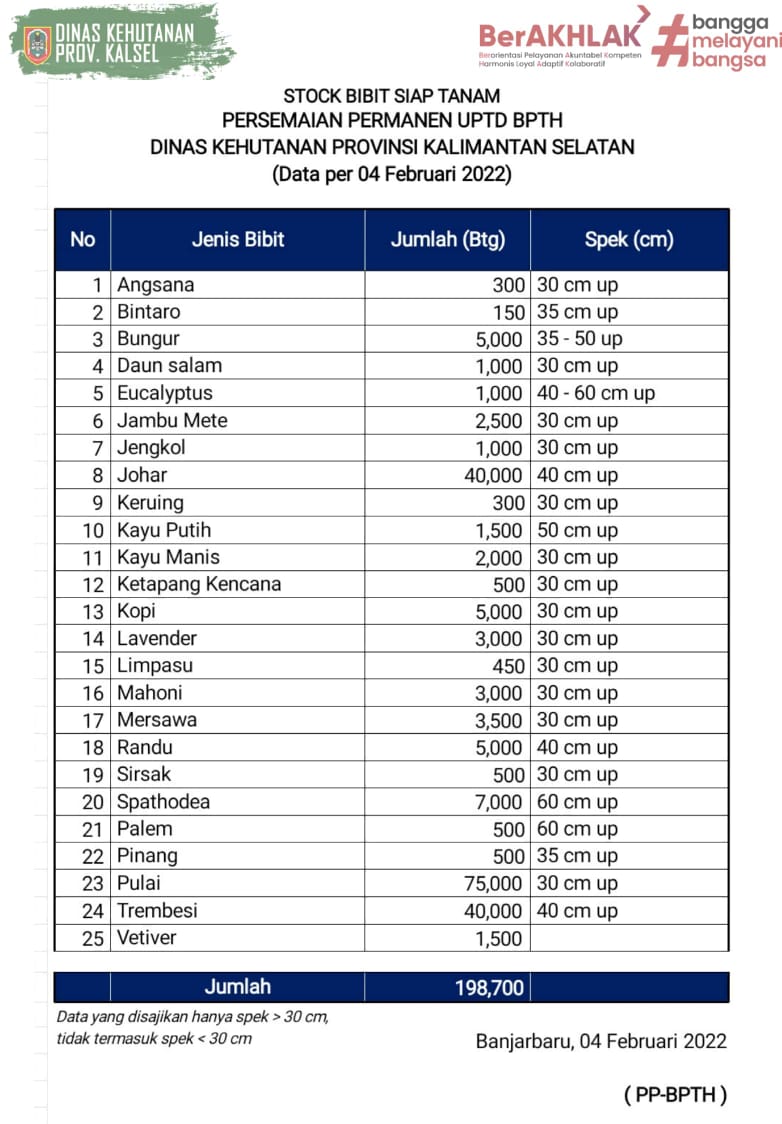 DINAS KEHUTANAN
PROV. KALSEL
BerAKHLAK
Berorientasi Pelayanan Akuntabel Kompeten
Harmonis Loyal Adaptif Kolaboratif
#bangga
melayani
bangsa
STOCK BIBIT SIAP TANAM
PERSEMAIAN PERMANEN UPTD BPTH
DINAS KEHUTANAN PROVINSI KALIMANTAN SELATAN
(Data per 04 Februari 2022)
No Jenis Bibit Jumlah (Btg) Spek (cm)
1 Angsana 300 30 cm up
2 Bintaro 150 35 cm up
3 Bungur 5,000 35 - 50 up
4 Daun salam 1,000 30 cm up
5 Eucalyptus 1,000 40 - 60 cm up
6 Jambu Mete 2,500 30 cm up
7 Jengkol 1,000 30 cm up
8 Johar 40,000 40 cm up
9 Keruing 300 30 cm up
10 Kayu Putih 1,500 50 cm up
11 Kayu Manis 2,000 30 cm up
12 Ketapang Kencana 500 30 cm up
13 Kopi 5,000 30 cm up
14 Lavender 3,000 30 cm up
15 Limpasu 450 30 cm up
16 Mahoni 3,000 30 cm up
17 Mersawa 3,500 30 cm up
18 Randu 5,000 40 cm up
19 Sirsak 500 30 cm up
20 Spathodea 7,000 60 cm up
21 Palem 500 60 cm up
22 Pinang 500 35 cm up
23 Pulai 75,000 30 cm up
24 Trembesi 40,000 40 cm up
25 Vetiver 1,500
Jumlah 198,700
Data yang disajikan hanya spek > 30 cm,
tidak termasuk spek < 30 cm
Banjarbaru, 04 Februari 2022
( PP-BPTH )